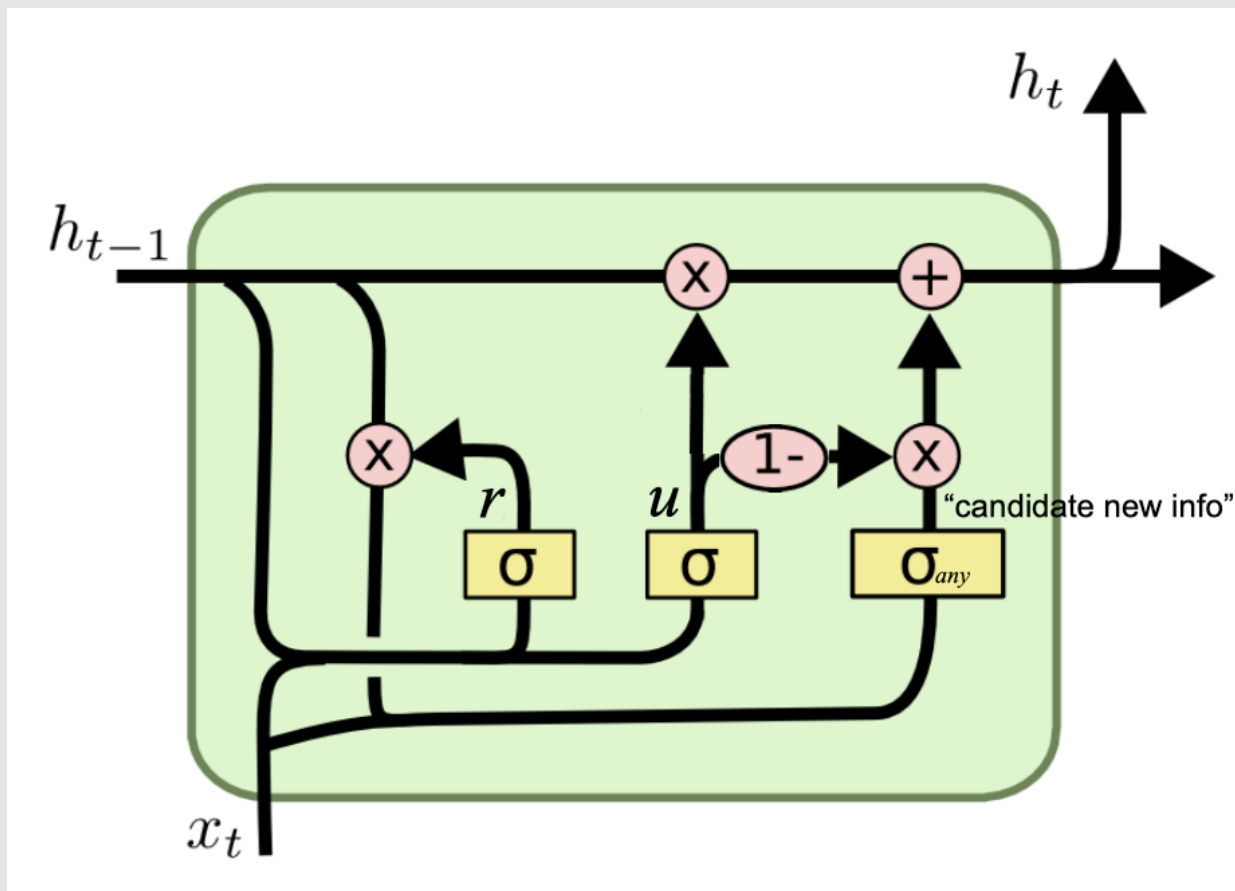 h_t
h_{t-1}
x
+
x
1-
x
r
u
“candidate new info”
σ
σ
σ_any
x_t